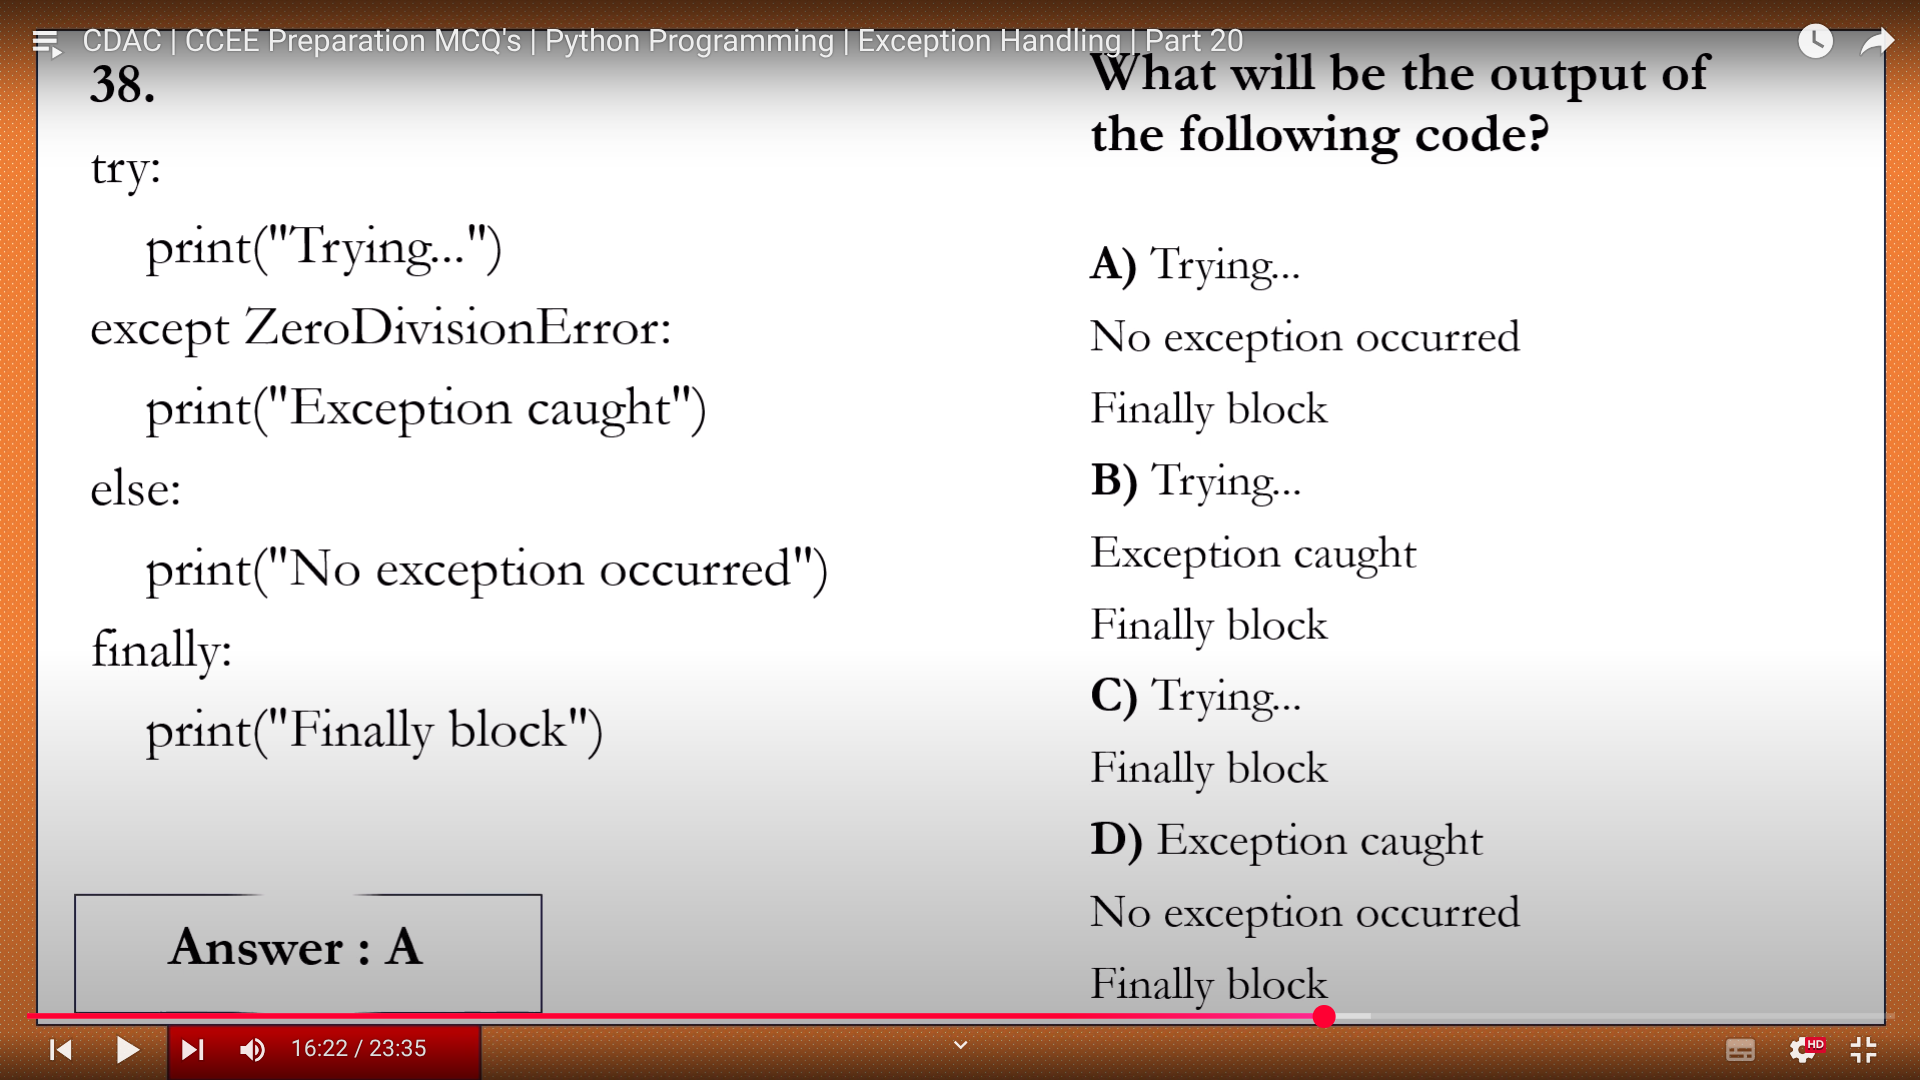 CDAC | CCEE Preparation MCQ's | Python Programming | Exception Handling | Part 20
38.
try:
print("Trying...")
except ZeroDivisionError:
print("Exception caught")
else:
print("No exception occurred")
finally:
print("Finally block")
Answer : A
What will be the output of
the following code?
A) Trying...
No exception occurred
Finally block
B) Trying...
Exception caught
Finally block
C) Trying...
Finally block
D) Exception caught
No exception occurred
Finally block
16:22 / 23:35
HD